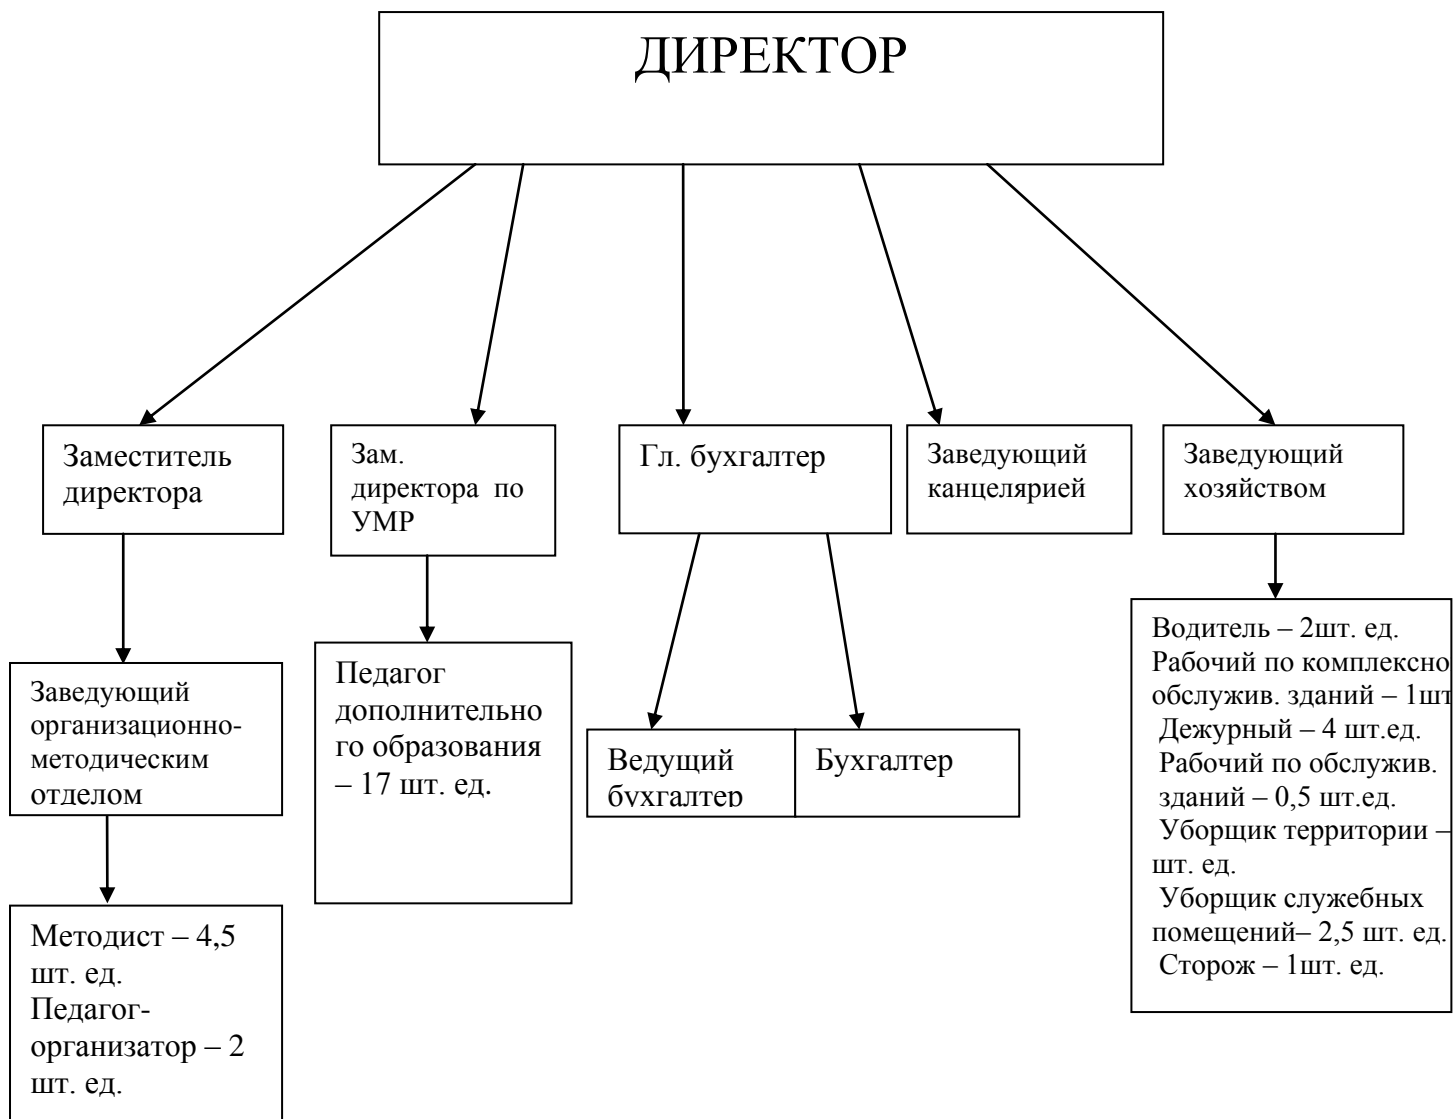 ДИРЕКТОР
Заместитель
директора
Зам.
директора по
УМР
Гл. бухгалтер
Заведующий
канцелярией
Заведующий
хозяйством
Заведующий
организационно-
методическим
отделом
Педагог
дополнительно
го образования
– 17 шт. ед.
Ведущий
бухгалтер
Бухгалтер
Водитель – 2шт. ед.
Рабочий по комплексно
обслужив. зданий – 1шт
Дежурный – 4 шт.ед.
Рабочий по обслужив.
зданий – 0,5 шт.ед.
Уборщик территории –
шт. ед.
Уборщик служебных
помещений– 2,5 шт. ед.
Сторож – 1шт. ед.
Методист – 4,5
шт. ед.
Педагог-
организатор – 2
шт. ед.